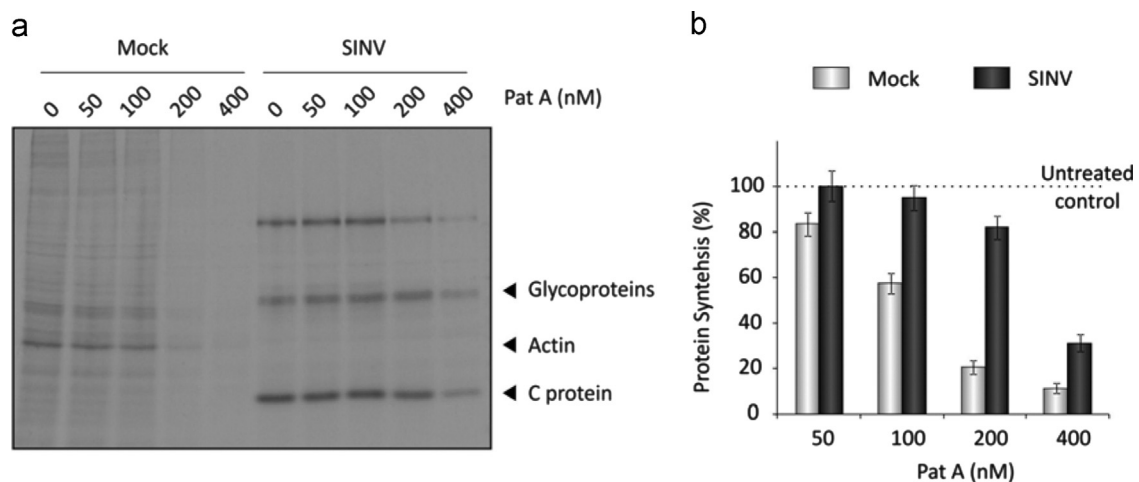 a
Mock SINV
0 50 100 200 400 0 50 100 200 400 Pat A (nM)
Glycoproteins
Actin
C protein
b
Mock SINV
Protein Syntehsis (%)
100
80
60
40
20
0
Untreated
control
50 100 200 400
Pat A (nM)